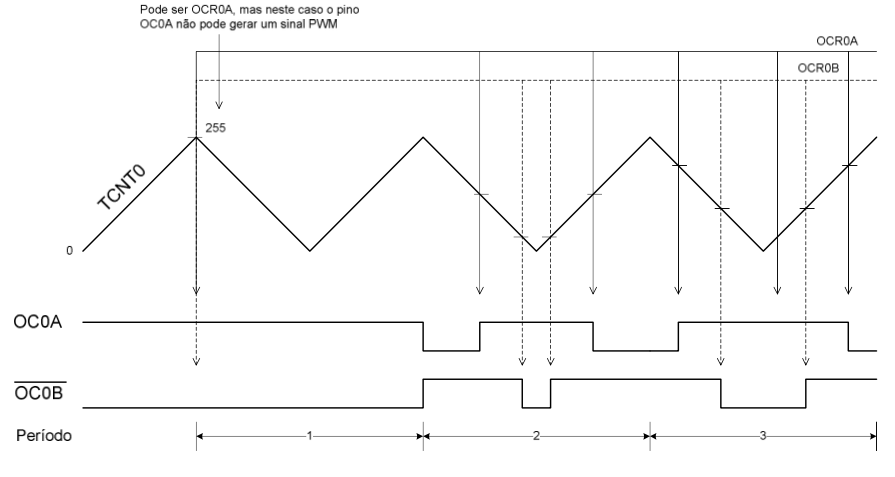 Pode ser OCR0A, mas neste caso o pino
OC0A não pode gerar um sinal PWM
OCR0A
OCR0B
255
TCNT0
0
OC0A
OC0B
Período
1
2
3